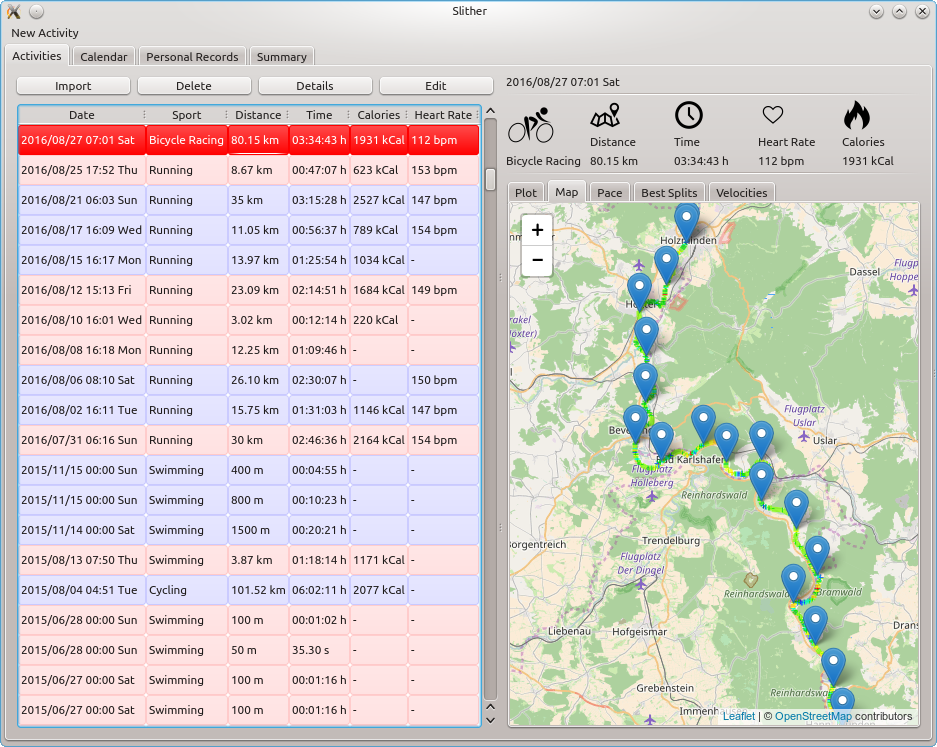 Slither
New Activity
Activities Calendar Personal Records Summary
Import Delete Details Edit
Date Sport Distance Time Calories Heart Rate
2016/08/27 07:01 Sat Bicycle Racing 80.15 km 03:34:43 h 1931 kCal 112 bpm
2016/08/25 17:52 Thu Running 8.67 km 00:47:07 h 623 kCal 153 bpm
2016/08/21 06:03 Sun Running 35 km 03:15:28 h 2527 kCal 147 bpm
2016/08/17 16:09 Wed Running 11.05 km 00:56:37 h 789 kCal 154 bpm
2016/08/15 16:17 Mon Running 13.97 km 01:25:54 h 1034 kCal -
2016/08/12 15:13 Fri Running 23.09 km 02:14:51 h 1684 kCal 149 bpm
2016/08/10 16:01 Wed Running 3.02 km 00:12:14 h 220 kCal -
2016/08/08 16:18 Mon Running 12.25 km 01:09:46 h - -
2016/08/06 08:10 Sat Running 26.10 km 02:30:07 h - 150 bpm
2016/08/02 16:11 Tue Running 15.75 km 01:31:03 h 1146 kCal 147 bpm
2016/07/31 06:16 Sun Running 30 km 02:46:36 h 2164 kCal 154 bpm
2015/11/15 00:00 Sun Swimming 400 m 00:04:55 h - -
2015/11/15 00:00 Sun Swimming 800 m 00:10:23 h - -
2015/11/14 00:00 Sat Swimming 1500 m 00:20:21 h - -
2015/08/13 07:50 Thu Swimming 3.87 km 01:18:14 h 1171 kCal -
2015/08/04 04:51 Tue Cycling 101.52 km 06:02:11 h 2077 kCal -
2015/06/28 00:00 Sun Swimming 100 m 00:01:02 h - -
2015/06/28 00:00 Sun Swimming 50 m 35.30 s - -
2015/06/27 00:00 Sat Swimming 100 m 00:01:16 h - -
2015/06/27 00:00 Sat Swimming 100 m 00:01:16 h - -
2016/08/27 07:01 Sat
Distance Time Heart Rate Calories
Bicycle Racing 80.15 km 03:34:43 h 112 bpm 1931 kCal
Plot Map Pace Best Splits Velocities
+
−
Holzminden
Dassel
Flugplatz
Uslar
Uslar
Bad Karlshafen
Flugplatz
Hölleberg
Reinhardswald
Trendelburg
Borgentreich
Flugplatz
Der Dingel
Reinhardswald
Bramwald
Liebenau
Hofgeismar
Grebenstein
Leaflet | © OpenStreetMap contributors